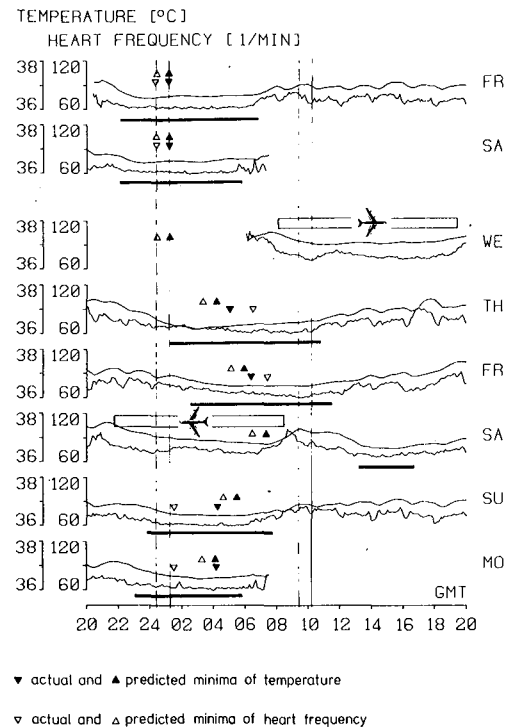 TEMPERATURE [ºC]
HEART FREQUENCY [1/MIN]
38 120
36 60
FR
38 120
36 60
SA
38 120
36 60
WE
38 120
36 60
TH
38 120
36 60
FR
38 120
36 60
SA
38 120
36 60
SU
38 120
36 60
MO
GMT
20 22 24 02 04 06 08 10 12 14 16 18 20
▼ actual and ▲ predicted minima of temperature
▽ actual and △ predicted minima of heart frequency